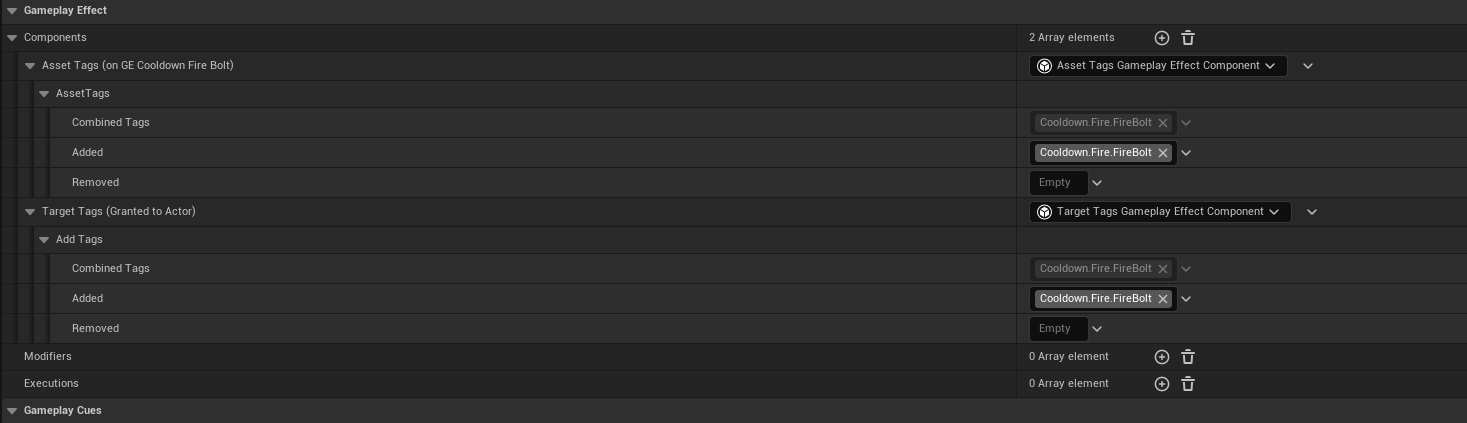 Gameplay Effect
Components 2 Array elements
Asset Tags (on GE Cooldown Fire Bolt) Asset Tags Gameplay Effect Component
AssetTags
Combined Tags Cooldown.Fire.FireBolt
Added Cooldown.Fire.FireBolt
Removed Empty
Target Tags (Granted to Actor) Target Tags Gameplay Effect Component
Add Tags
Combined Tags Cooldown.Fire.FireBolt
Added Cooldown.Fire.FireBolt
Removed Empty
Modifiers 0 Array element
Executions 0 Array element
Gameplay Cues